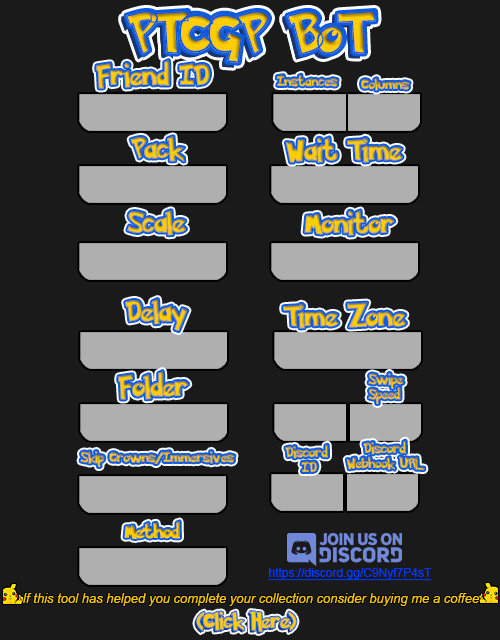 PTCGP BoT
Friend ID
Instances
Columns
Pack
Wait Time
Scale
Monitor
Delay
Time Zone
Folder
Swipe
Speed
Skip Crowns/Immersives
Discord
ID
Discord
Webhook URL
Method
JOIN US ON
DISCORD
https://discord.gg/C9Nyf7P4sT
If this tool has helped you complete your collection consider buying me a coffee!
(Click Here)